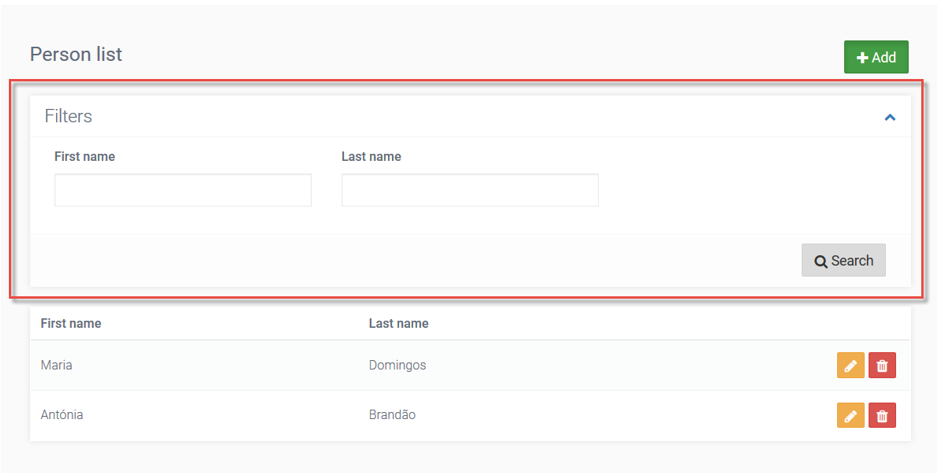 Person list
Add
Filters
First name Last name
Search
First name Last name
Maria Domingos
Antónia Brandão